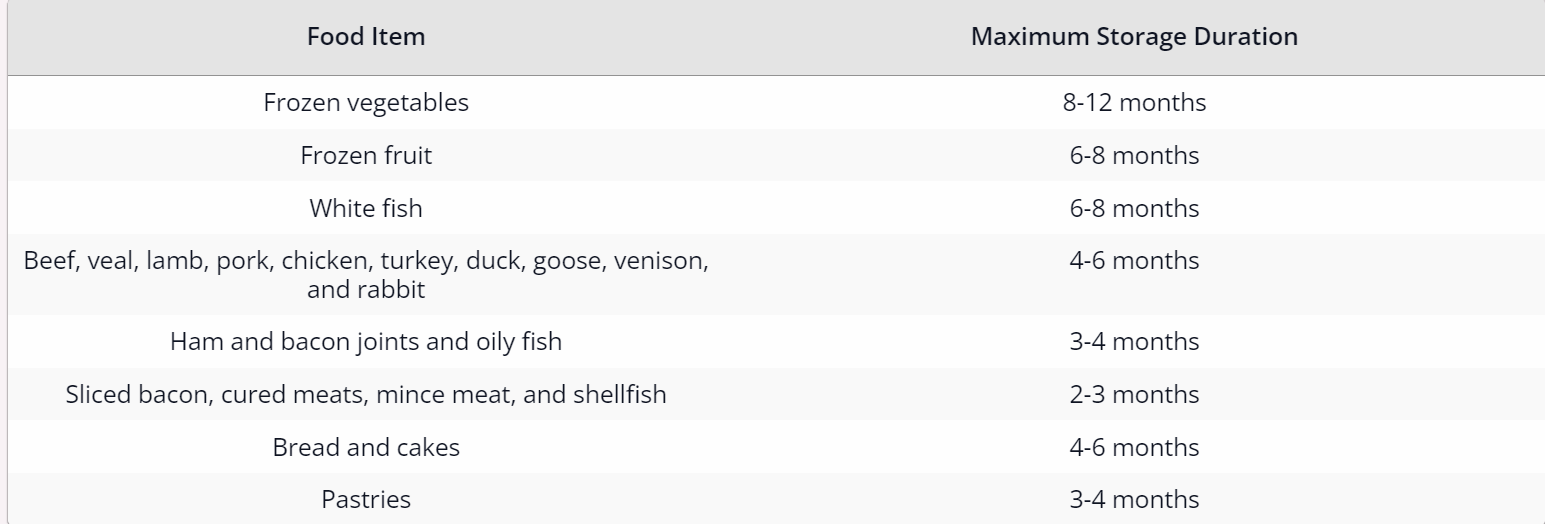 Food Item Maximum Storage Duration
Frozen vegetables 8-12 months
Frozen fruit 6-8 months
White fish 6-8 months
Beef, veal, lamb, pork, chicken, turkey, duck, goose, venison, 4-6 months
and rabbit
Ham and bacon joints and oily fish 3-4 months
Sliced bacon, cured meats, mince meat, and shellfish 2-3 months
Bread and cakes 4-6 months
Pastries 3-4 months